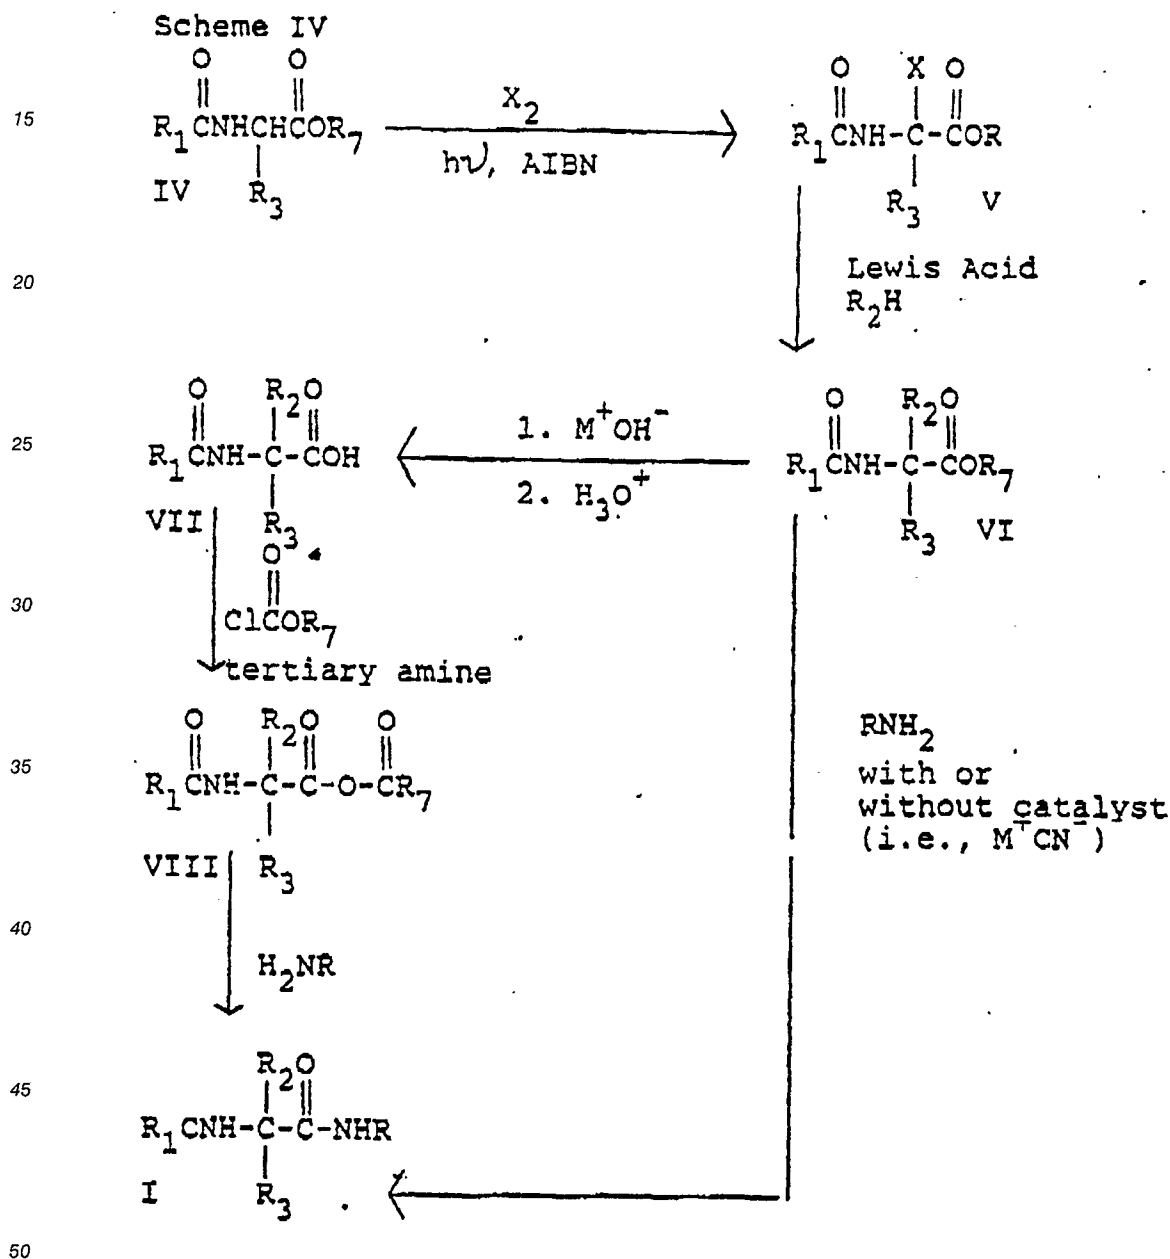 Scheme IV
O O
15 R1CNHCHCOR7
IV R3
X2
hν, AIBN
O X O
R1CNH-C-COR
R3 V
20 Lewis Acid
R2H
O R2O
25 R1CNH-C-COH
VII R3
1. M+OH-
2. H3O+
O R2O
R1CNH-C-COR7
R3 VI
O
30 ClCOR7
tertiary amine
O R2O O
35 R1CNH-C-C-O-CR7
VIII R3
RNH2
with or
without catalyst
(i.e., M+CN-)
40 H2NR
R2O
45 R1CNH-C-C-NHR
I R3
50